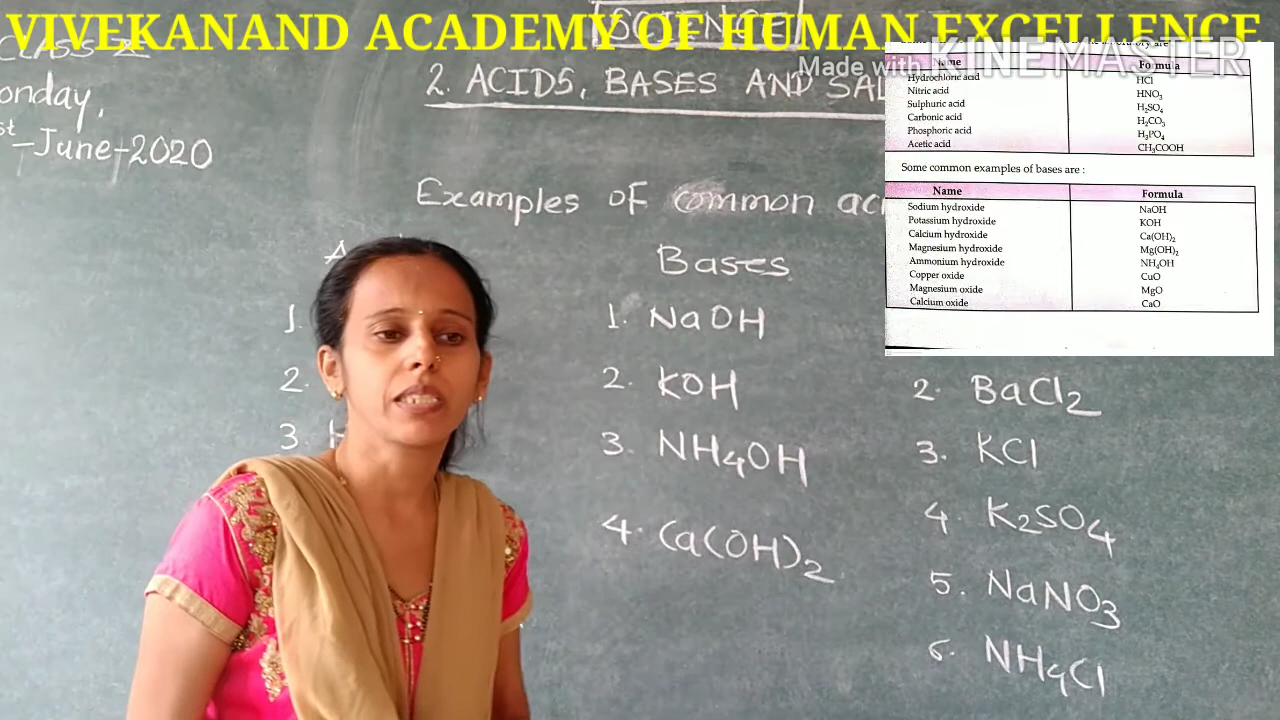 VIVEKANAND ACADEMY OF HUMAN EXCELLENCE
SCIENCE
CLASS X
Made with KINEMASTER
2. ACIDS, BASES AND SAL
onday,
st -June-2020
Examples of common aci
Bases
1. NaOH
2. KOH
3. NH4OH
4. Ca(OH)2
1.
2.
3. H
2. BaCl2
3. KCl
4. K2SO4
5. NaNO3
6. NH4Cl
Name Formula
Hydrochloric acid HCl
Nitric acid HNO3
Sulphuric acid H2SO4
Carbonic acid H2CO3
Phosphoric acid H3PO4
Acetic acid CH3COOH
Some common examples of bases are :
Name Formula
Sodium hydroxide NaOH
Potassium hydroxide KOH
Calcium hydroxide Ca(OH)2
Magnesium hydroxide Mg(OH)2
Ammonium hydroxide NH4OH
Copper oxide CuO
Magnesium oxide MgO
Calcium oxide CaO